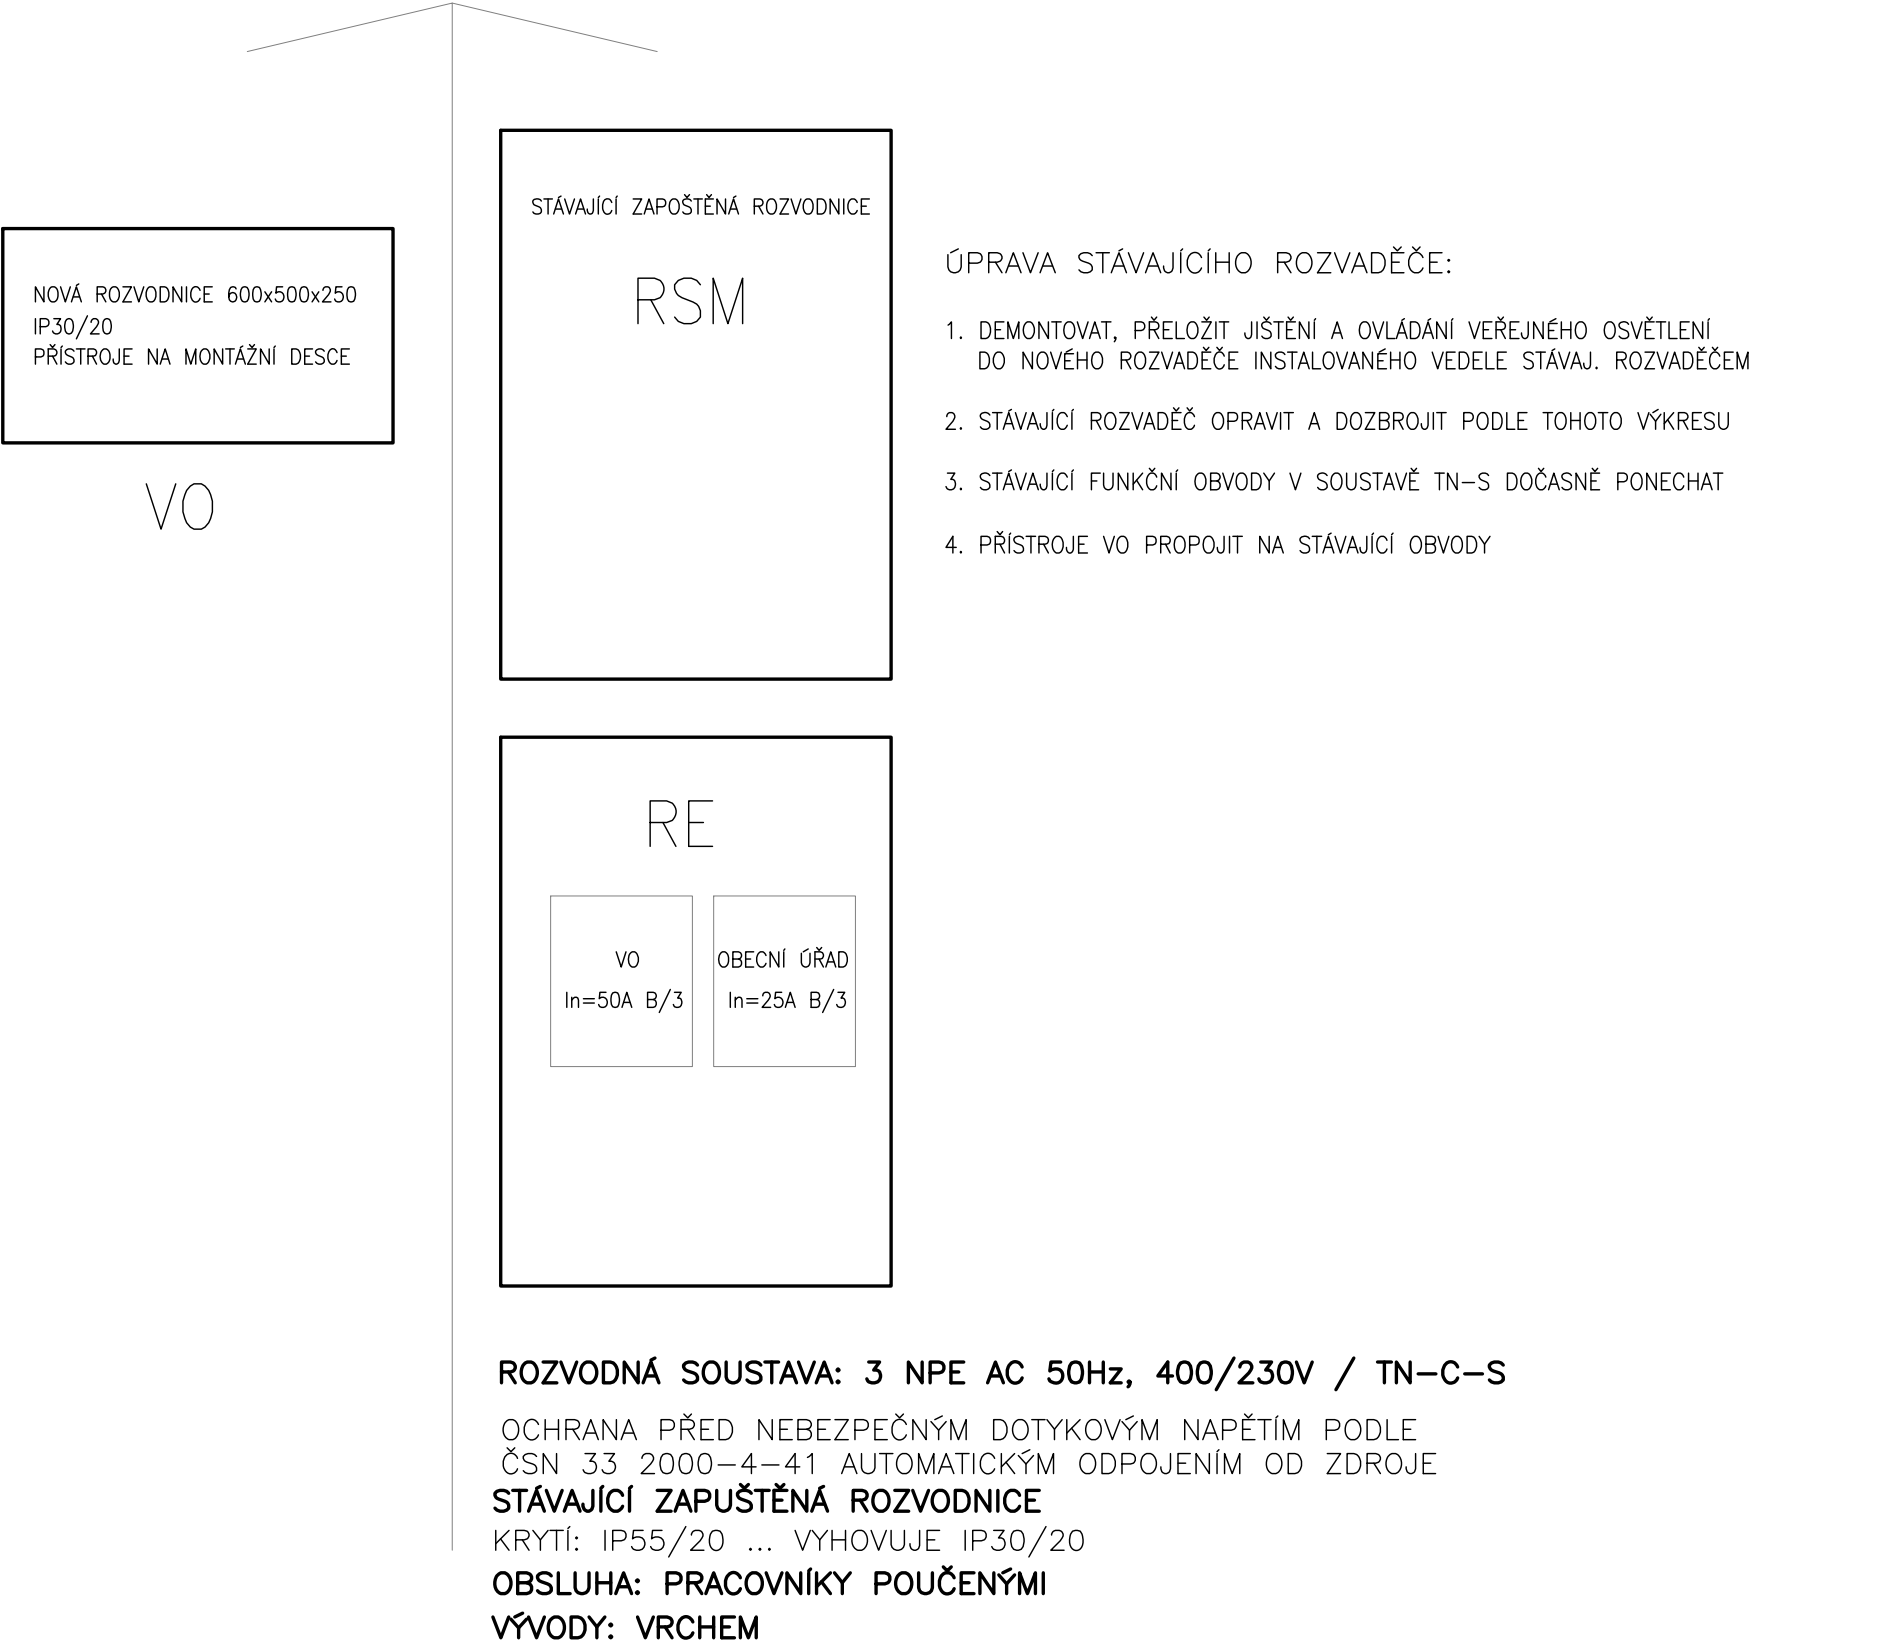 NOVÁ ROZVODNICE 600x500x250
IP30/20
PŘÍSTROJE NA MONTÁŽNÍ DESCE
VO
STÁVAJÍCÍ ZAPOŠTĚNÁ ROZVODNICE
RSM
ÚPRAVA STÁVAJÍCÍHO ROZVADĚČE:
1. DEMONTOVAT, PŘELOŽIT JIŠTĚNÍ A OVLÁDÁNÍ VEŘEJNÉHO OSVĚTLENÍ
DO NOVÉHO ROZVADĚČE INSTALOVANÉHO VEDELE STÁVAJ. ROZVADĚČEM
2. STÁVAJÍCÍ ROZVADĚČ OPRAVIT A DOZBROJIT PODLE TOHOTO VÝKRESU
3. STÁVAJÍCÍ FUNKČNÍ OBVODY V SOUSTAVĚ TN-S DOČASNĚ PONECHAT
4. PŘÍSTROJE VO PROPOJIT NA STÁVAJÍCÍ OBVODY
RE
VO
In=50A B/3
OBECNÍ ÚŘAD
In=25A B/3
ROZVODNÁ SOUSTAVA: 3 NPE AC 50Hz, 400/230V / TN-C-S
OCHRANA PŘED NEBEZPEČNÝM DOTYKOVÝM NAPĚTÍM PODLE
ČSN 33 2000-4-41 AUTOMATICKÝM ODPOJENÍM OD ZDROJE
STÁVAJÍCÍ ZAPUŠTĚNÁ ROZVODNICE
KRYTÍ: IP55/20 ... VYHOVUJE IP30/20
OBSLUHA: PRACOVNÍKY POUČENÝMI
VÝVODY: VRCHEM